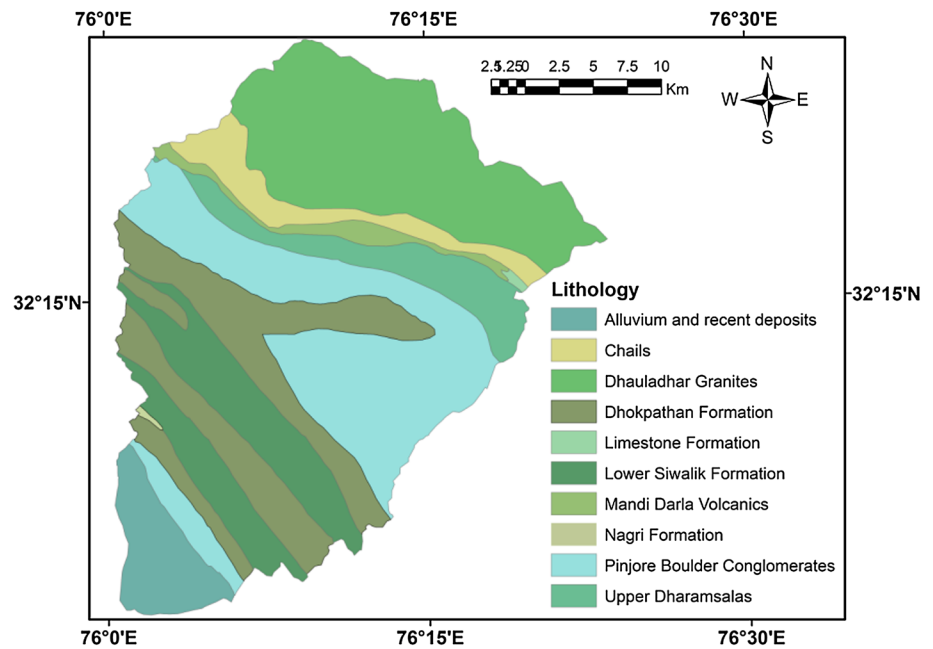 76°0'E 76°15'E 76°30'E
2.5 1.25 0 2.5 5 7.5 10
Km
N
W E
S
32°15'N 32°15'N
Lithology
Alluvium and recent deposits
Chails
Dhauladhar Granites
Dhokpathan Formation
Limestone Formation
Lower Siwalik Formation
Mandi Darla Volcanics
Nagri Formation
Pinjore Boulder Conglomerates
Upper Dharamsalas
76°0'E 76°15'E 76°30'E